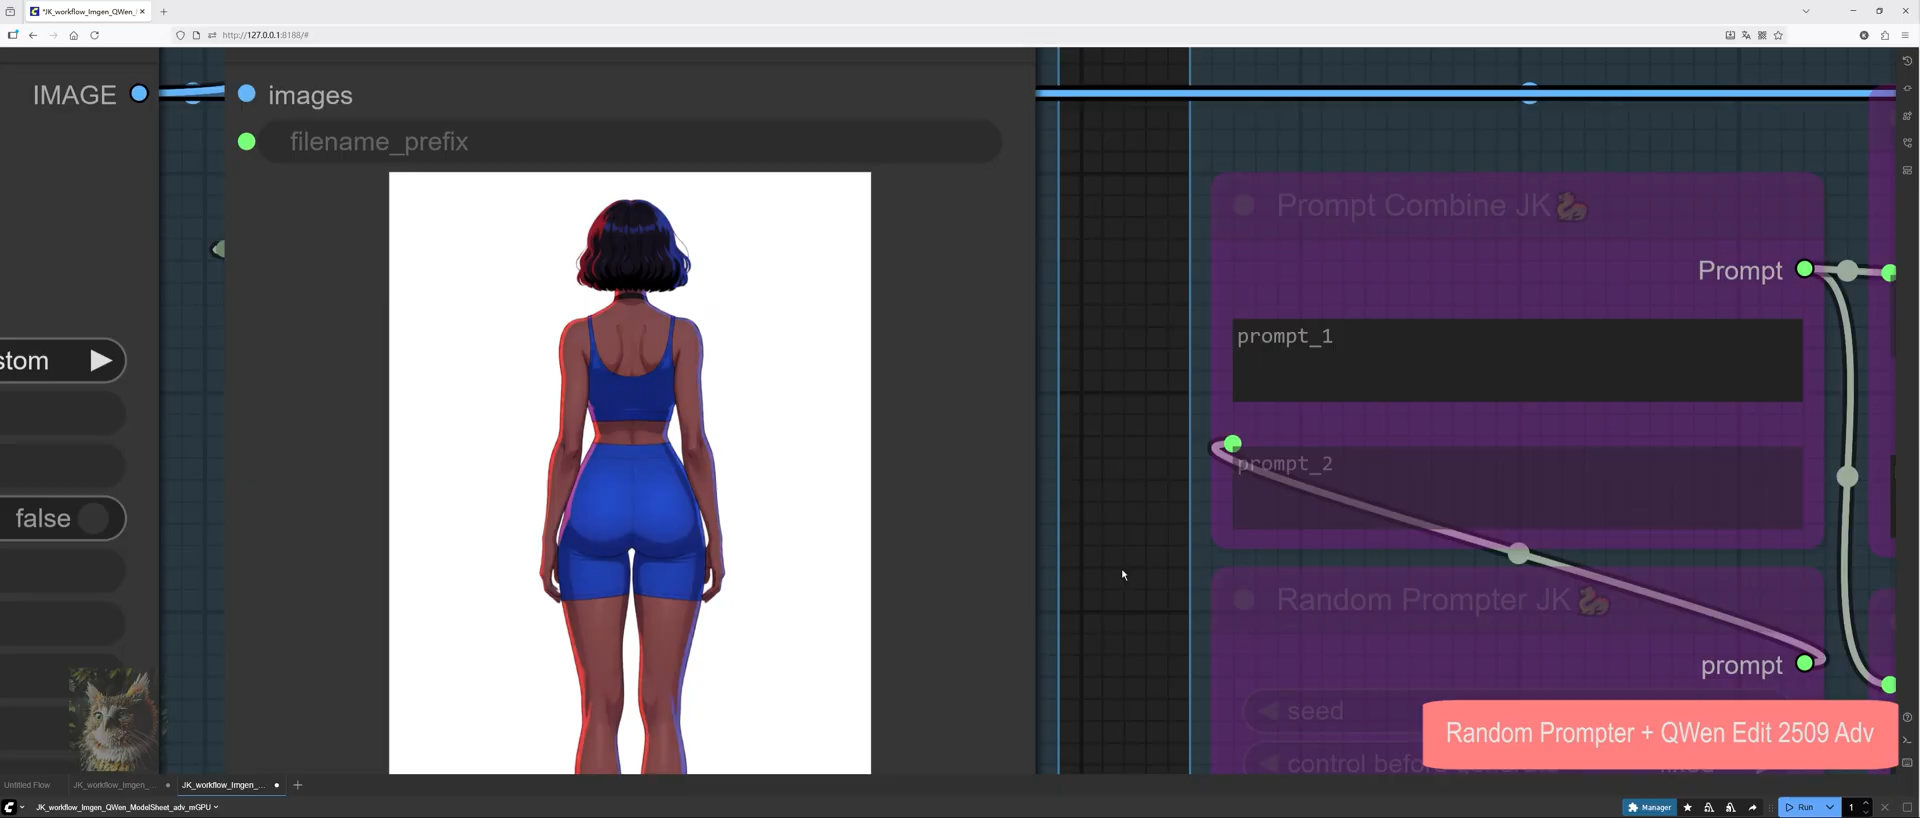 *JK_workflow_Imgen_QWen_
http://127.0.0.1:8188/#
IMAGE
images
filename_prefix
Prompt Combine JK
Prompt
prompt_1
stom
prompt_2
false
Random Prompter JK
prompt
seed
Random Prompter + QWen Edit 2509 Adv
Untitled Flow
JK_workflow_Imgen_...
JK_workflow_Imgen_...
JK_workflow_Imgen_QWen_ModelSheet_adv_mGPU
Manager
Run
1